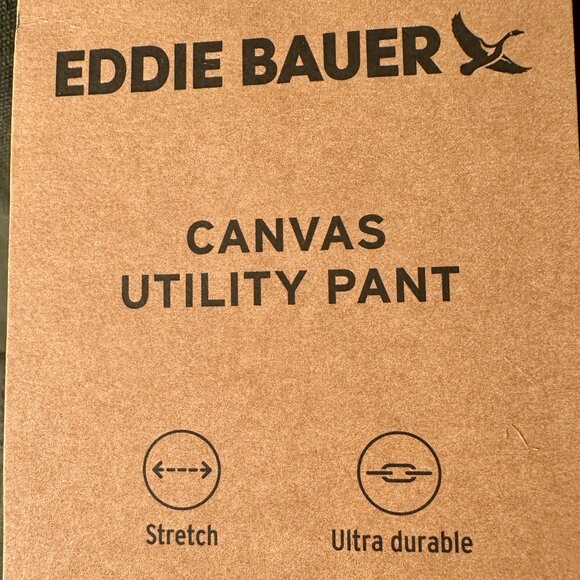 EDDIE BAUER
CANVAS
UTILITY PANT
Stretch
Ultra durable